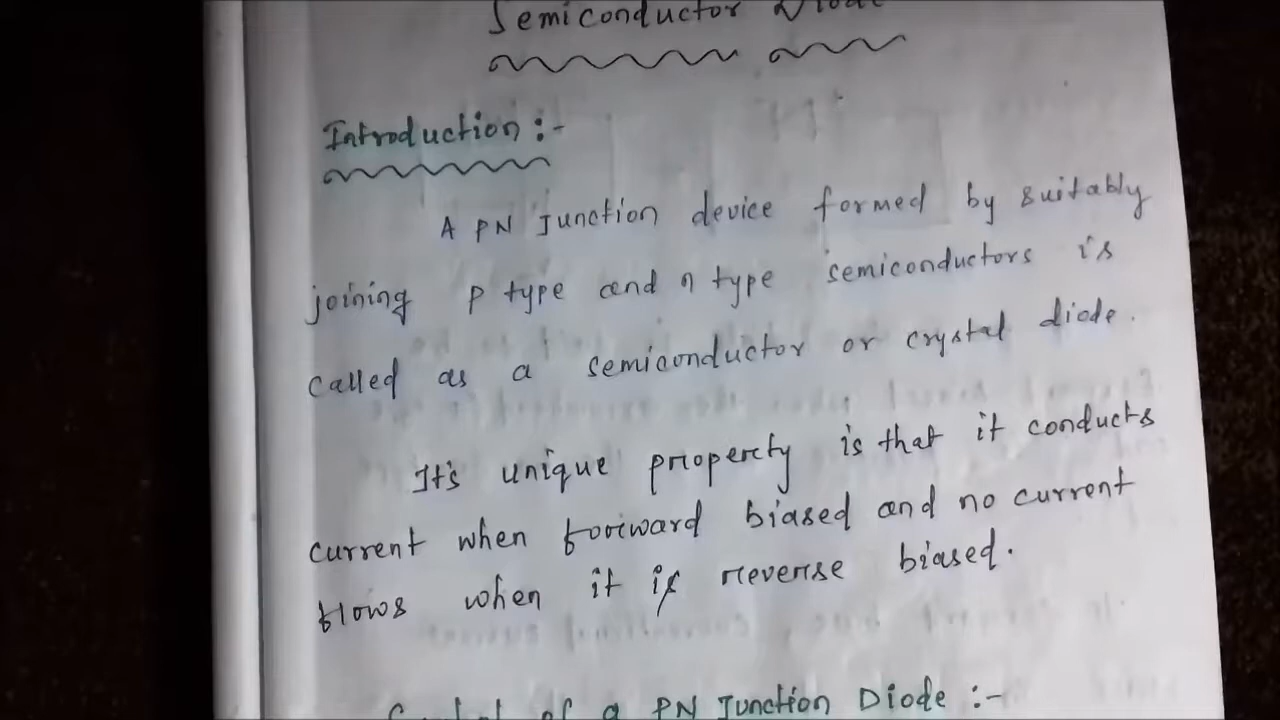 Semiconductor Diode
Introduction :-
A PN Junction device formed by suitably
joining P type and n type semiconductors is
called as a semiconductor or crystal diode.
It's unique property is that it conducts
current when forward biased and no current
flows when it is reverse biased.
Symbol of a PN Junction Diode :-